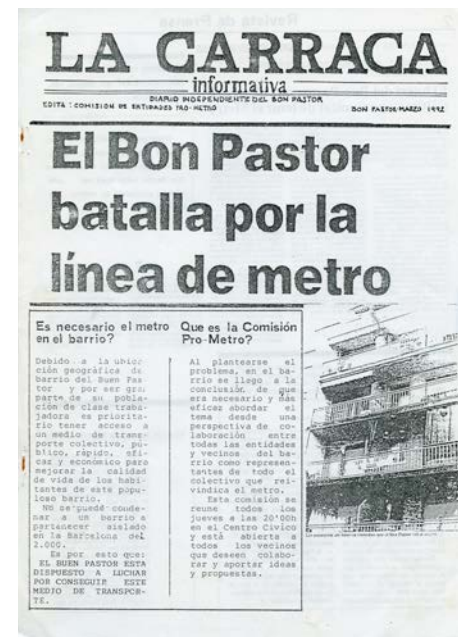 LA CARRACA
informativa
DIARIO INDEPENDIENTE DEL BON PASTOR
EDITA : COMISION DE ENTIDADES PRO-METRO
BON PASTOR-MARZO 1992
El Bon Pastor
batalla por la
línea de metro
Es necesario el metro
en el barrio?
Debido a la ubica-
ción geográfica de
barrio del Buen Pas-
tor y por ser gran
parte de su pobla-
ción de clase traba-
jadora es priorita-
rio tener acceso a
un medio de trans-
porte colectivo, pú-
blico, rápido, efi-
caz y económico para
mejorar la calidad
de vida de los habi-
tantes de este popu-
loso barrio.
No se puede conde-
nar a un barrio a
pertenecer aislado
en la Barcelona del
2.000.
Es por esto que:
EL BUEN PASTOR ESTA
DISPUESTO A LUCHAR
POR CONSEGUIR ESTE
MEDIO DE TRANSPOR-
TE.
Que es la Comisión
Pro-Metro?
Al plantearse el
problema, en el ba-
rrio se llego a la
conclusión de que
era necesario y más
eficaz abordar el
tema desde una
perspectiva de co-
laboración entre
todas las entidades
y vecinos del ba-
rrio como represen-
tantes de todo el
colectivo que rei-
vindica el metro.
Esta comisión se
reune todos los
jueves a las 20'00h
en el Centro Civico
y está abierta a
todos los vecinos
que deseen colabo-
rar y aportar ideas
y propuestas.